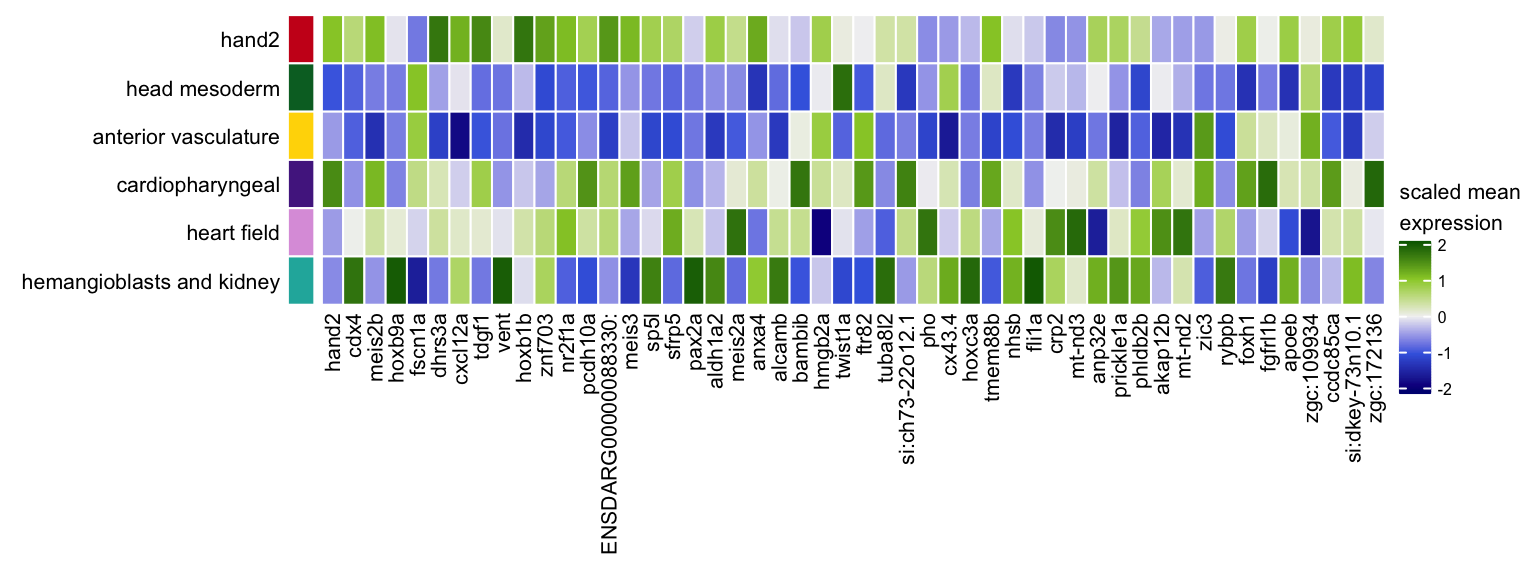 hand2
head mesoderm
anterior vasculature
cardiopharyngeal
heart field
hemangioblasts and kidney
hand2
cdx4
meis2b
hoxb9a
fscn1a
dhrs3a
cxcl12a
tdgf1
vent
hoxb1b
znf703
nr2f1a
pcdh10a
ENSDARG00000088330:
meis3
sp5l
sfrp5
pax2a
aldh1a2
meis2a
anxa4
alcamb
bambib
hmgb2a
twist1a
ftr82
tuba8l2
si:ch73-22o12.1
pho
cx43.4
hoxc3a
tmem88b
nhsb
fli1a
crp2
mt-nd3
anp32e
prickle1a
phldb2b
akap12b
mt-nd2
zic3
rybpb
foxh1
fgfrl1b
apoeb
zgc:109934
ccdc85ca
si:dkey-73n10.1
zgc:172136
scaled mean
expression
2
1
0
-1
-2